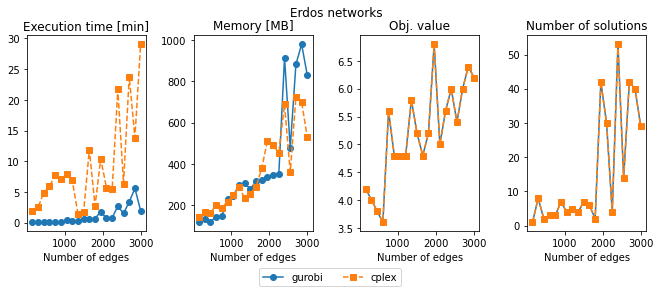 Erdos networks
Execution time [min]
30
25
20
15
10
5
0
1000 2000 3000
Number of edges
Memory [MB]
1000
800
600
400
200
1000 2000 3000
Number of edges
Obj. value
6.5
6.0
5.5
5.0
4.5
4.0
3.5
1000 2000 3000
Number of edges
Number of solutions
50
40
30
20
10
0
1000 2000 3000
Number of edges
gurobi cplex